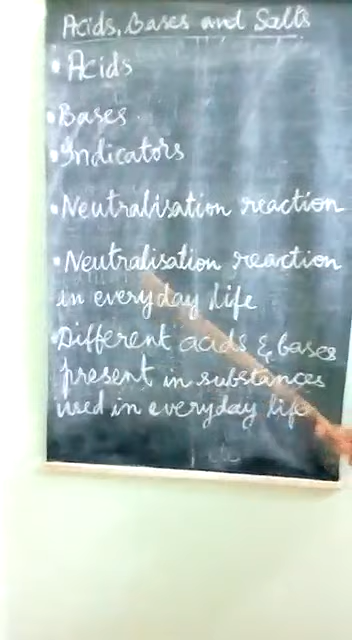 Acids, Bases and Salts
• Acids
• Bases
• Indicators
• Neutralisation reaction
• Neutralisation reaction
in everyday life
• Different acids & bases
present in substances
used in everyday life